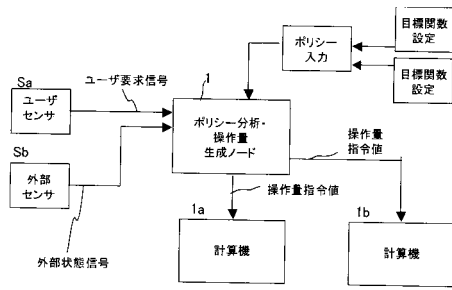 目標関数
設定
ポリシー
入力
目標関数
設定
Sa
ユーザ要求信号
1
ユーザ
センサ
ポリシー分析・
操作量
生成ノード
Sb
操作量
指令値
外部
センサ
操作量指令値
1a
1b
外部状態信号
計算機
計算機